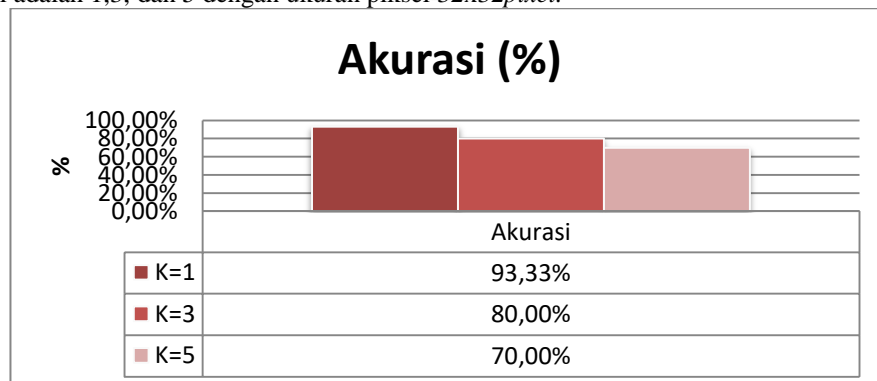 adalah 1,3, dan 5 dengan ukuran piksel 32x32pixel.
Akurasi (%)
%
100,00%
80,00%
60,00%
40,00%
20,00%
0,00%
Akurasi
K=1 93,33%
K=3 80,00%
K=5 70,00%